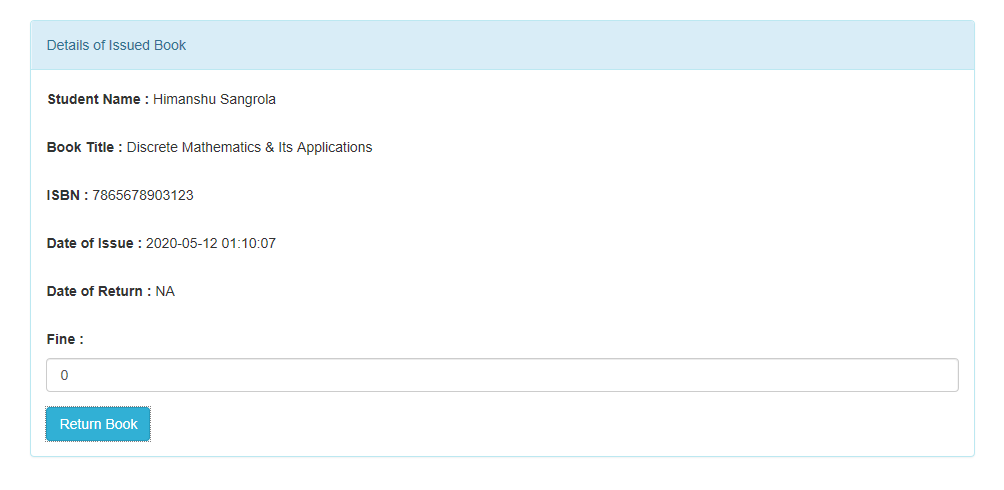 Details of Issued Book
Student Name : Himanshu Sangrola
Book Title : Discrete Mathematics & Its Applications
ISBN : 7865678903123
Date of Issue : 2020-05-12 01:10:07
Date of Return : NA
Fine :
0
Return Book